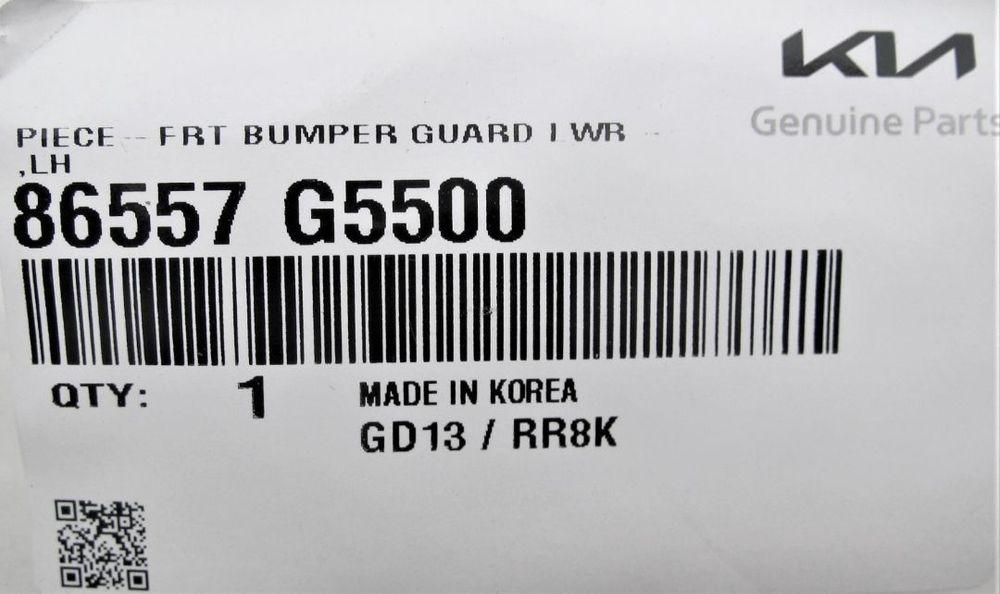 KIA
Genuine Parts
PIECE - FRT BUMPER GUARD LWR
,LH
86557 G5500
QTY: 1
MADE IN KOREA
GD13 / RR8K